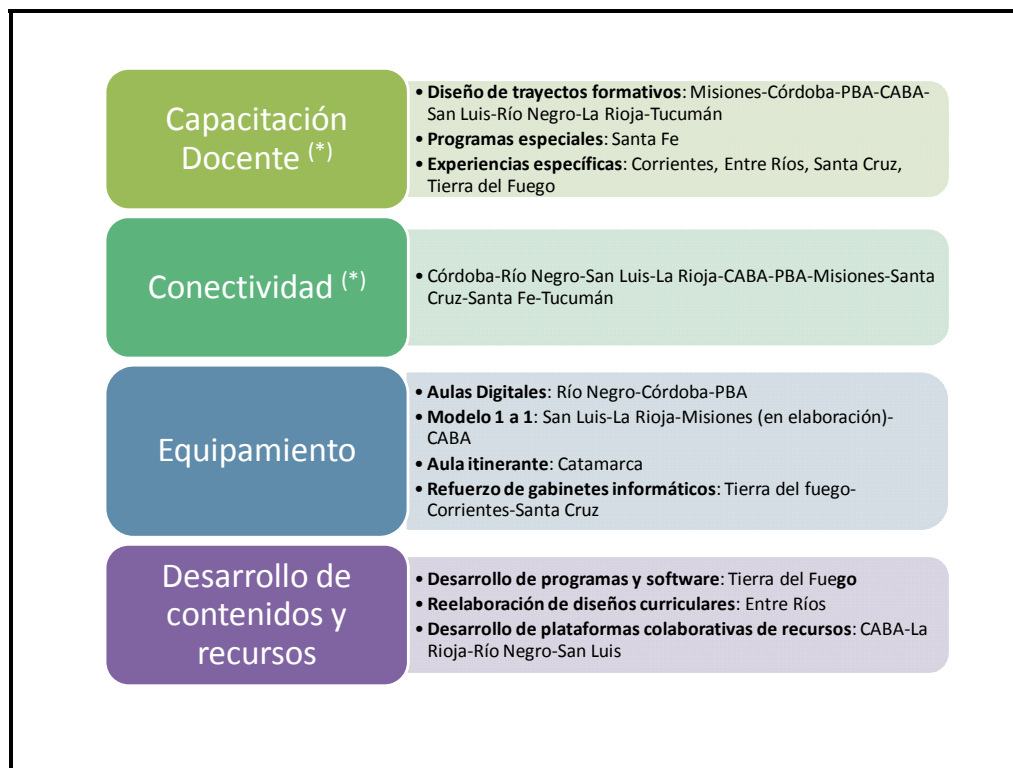 Capacitación
Docente (*)
• Diseño de trayectos formativos: Misiones-Córdoba-PBA-CABA-
San Luis-Río Negro-La Rioja-Tucumán
• Programas especiales: Santa Fe
• Experiencias específicas: Corrientes, Entre Ríos, Santa Cruz,
Tierra del Fuego
Conectividad (*)
• Córdoba-Río Negro-San Luis-La Rioja-CABA-PBA-Misiones-Santa
Cruz-Santa Fe-Tucumán
Equipamiento
• Aulas Digitales: Río Negro-Córdoba-PBA
• Modelo 1 a 1: San Luis-La Rioja-Misiones (en elaboración)-
CABA
• Aula itinerante: Catamarca
• Refuerzo de gabinetes informáticos: Tierra del fuego-
Corrientes-Santa Cruz
Desarrollo de
contenidos y
recursos
• Desarrollo de programas y software: Tierra del Fuego
• Reelaboración de diseños curriculares: Entre Ríos
• Desarrollo de plataformas colaborativas de recursos: CABA-La
Rioja-Río Negro-San Luis